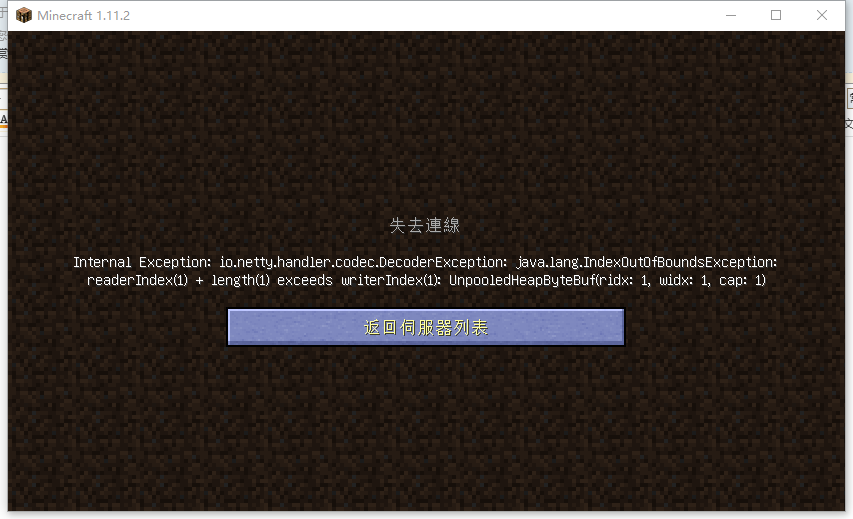 Minecraft 1.11.2
失去連線
Internal Exception: io.netty.handler.codec.DecoderException: java.lang.IndexOutOfBoundsException:
readerIndex(1) + length(1) exceeds writerIndex(1): UnpooledHeapByteBuf(ridx: 1, widx: 1, cap: 1)
返回伺服器列表